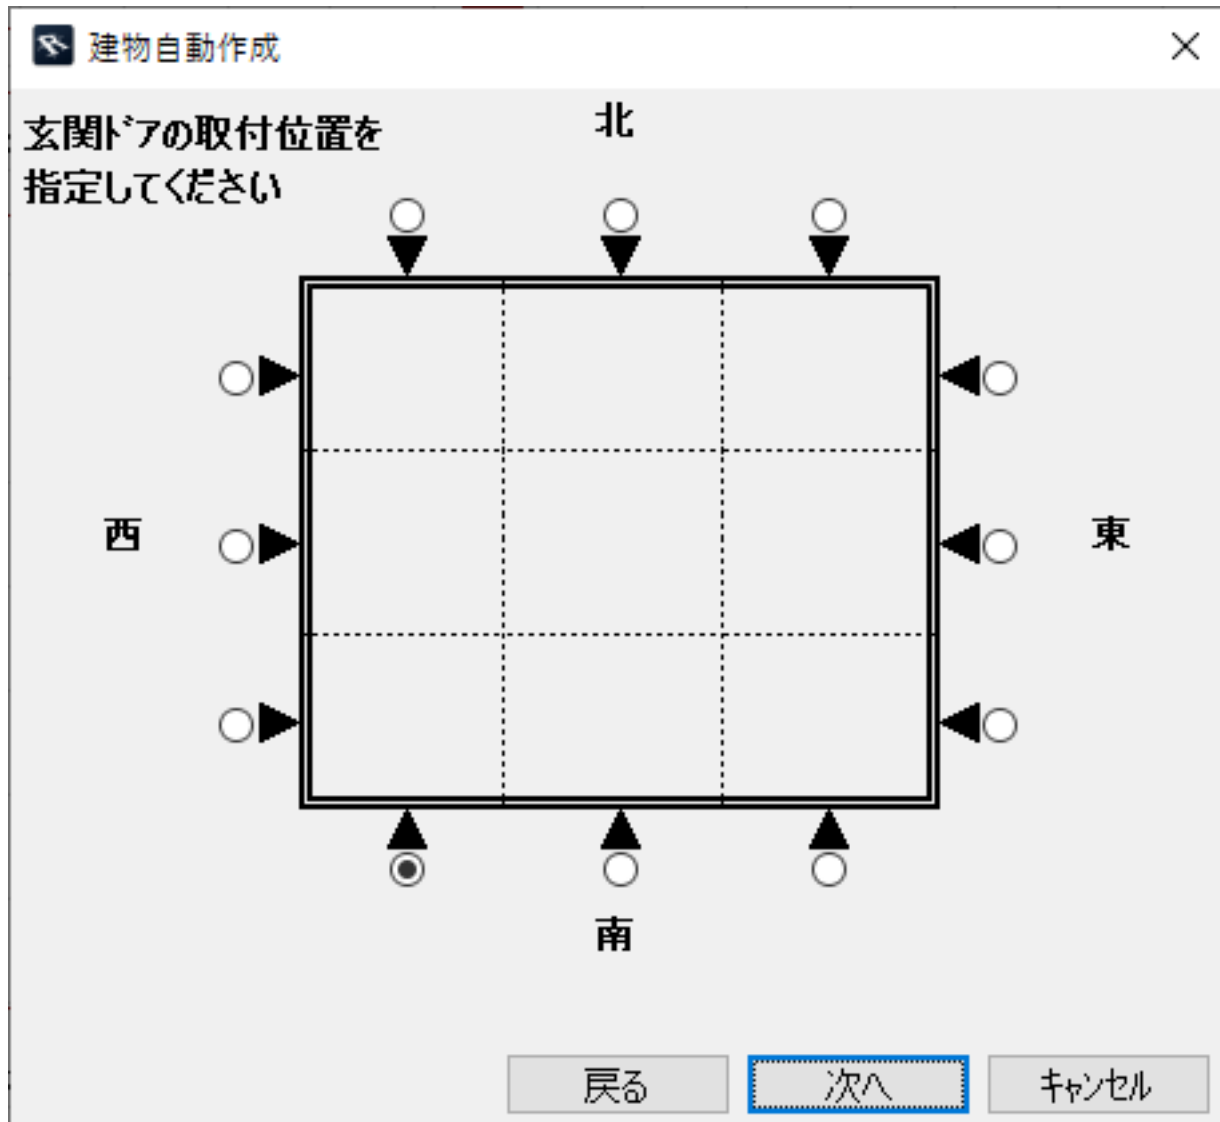 建物自動作成
玄関ドアの取付位置を
指定してください
北
西
東
南
戻る
次へ
キャンセル